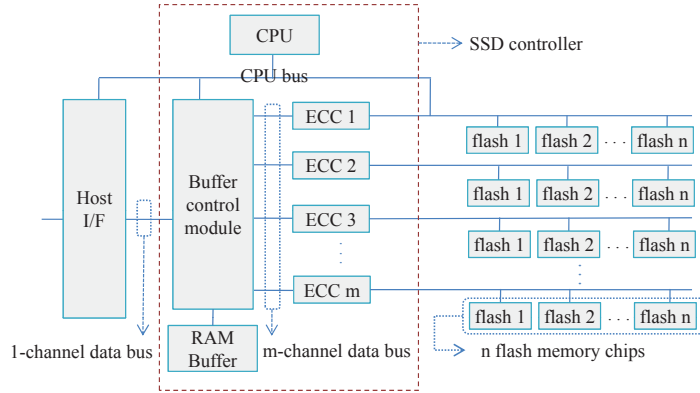 CPU
SSD controller
CPU bus
ECC 1
flash 1 flash 2 . . . flash n
ECC 2
flash 1 flash 2 . . . flash n
Host
I/F
Buffer
control
module
ECC 3
flash 1 flash 2 . . . flash n
ECC m
flash 1 flash 2 . . . flash n
RAM
Buffer
1-channel data bus
m-channel data bus
n flash memory chips